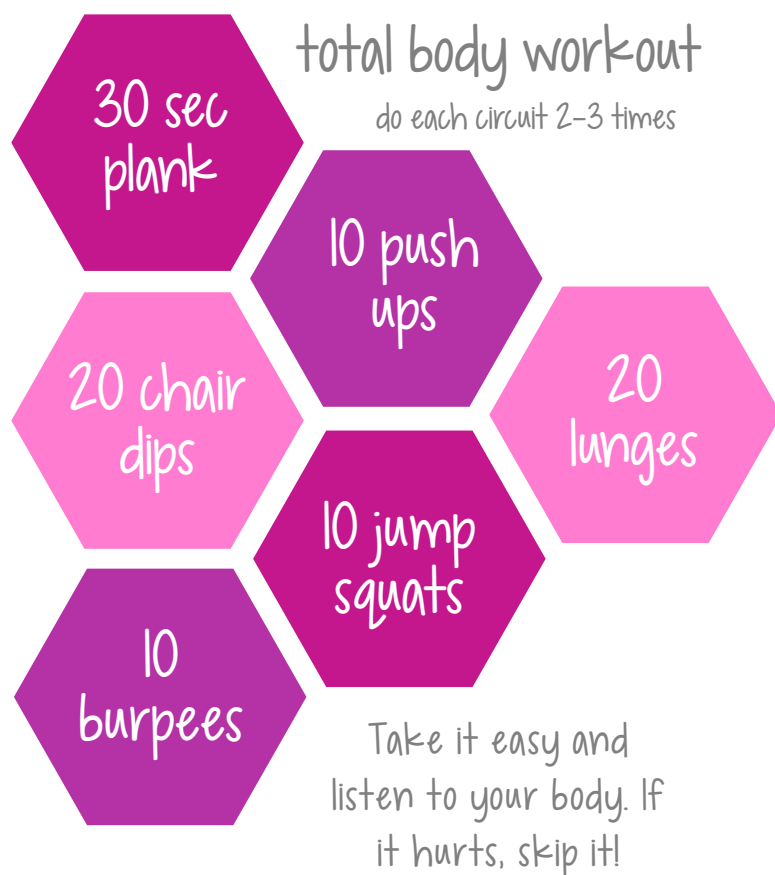 total body workout
do each circuit 2-3 times
30 sec
plank
10 push
ups
20 chair
dips
20
lunges
10 jump
squats
10
burpees
Take it easy and
listen to your body. If
it hurts, skip it!